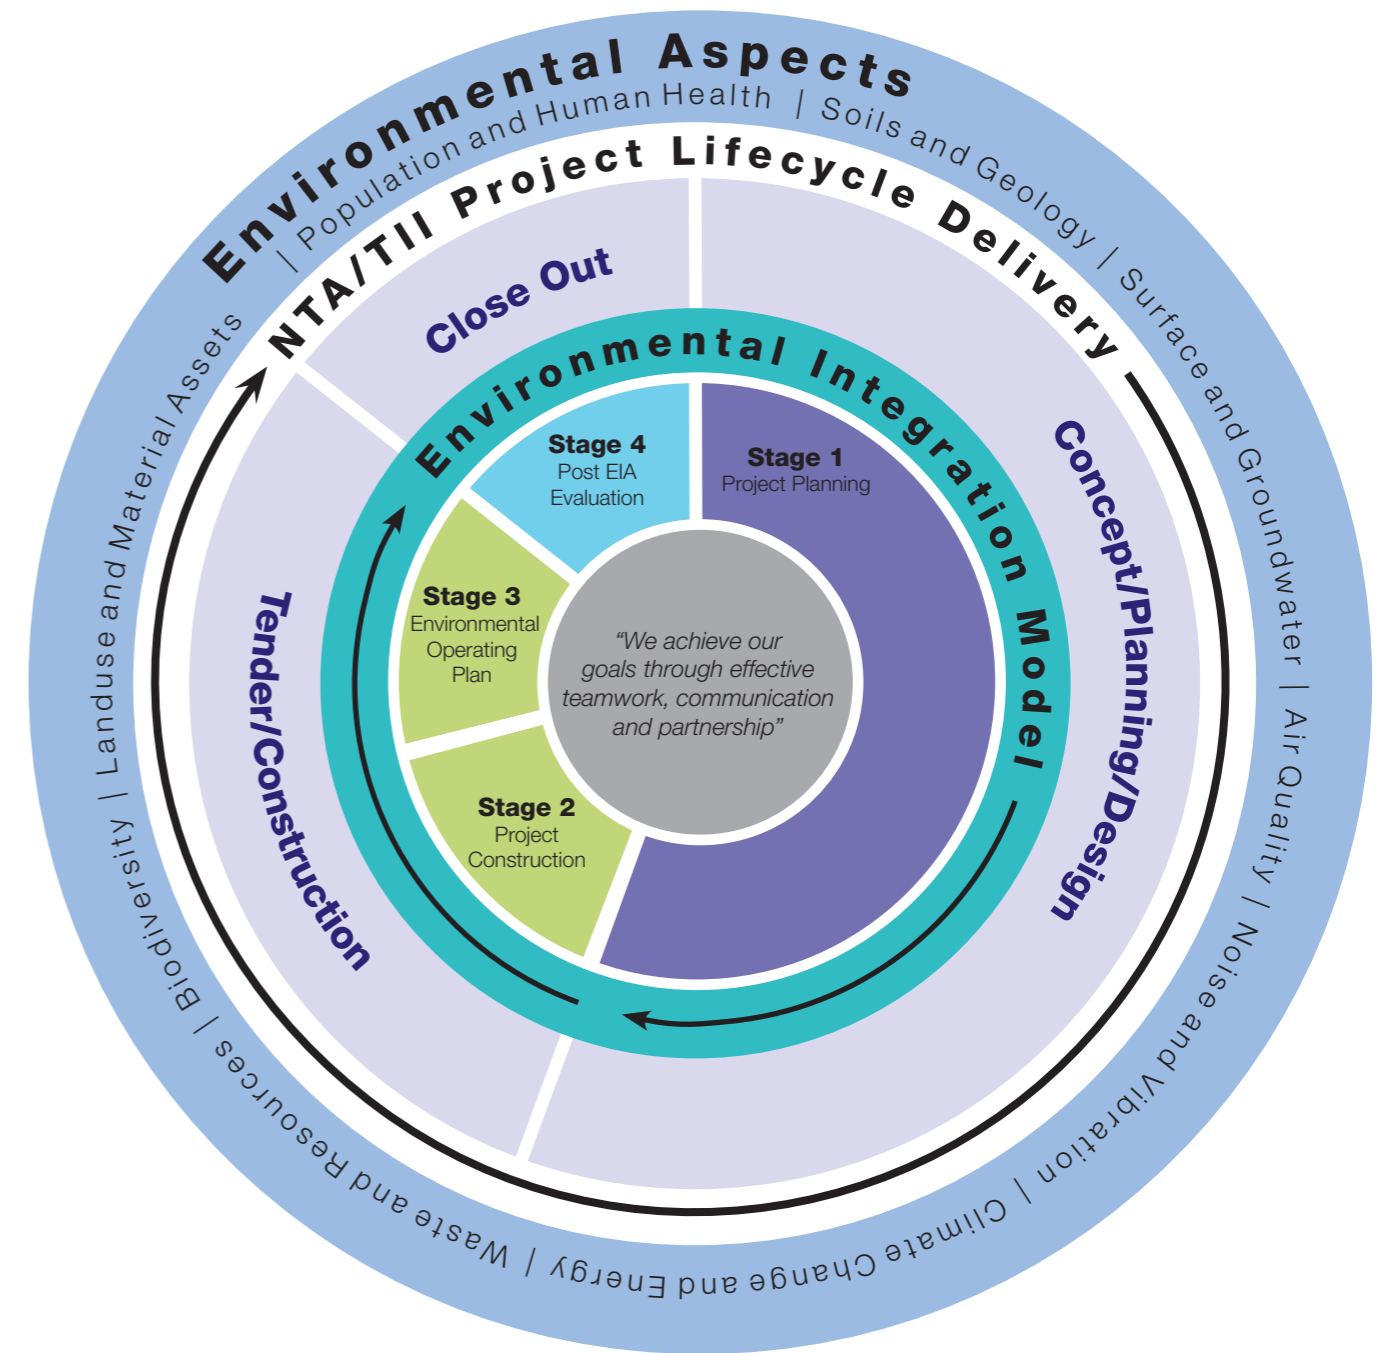 Environmental Aspects
| Population and Human Health | Soils and Geology | Surface and Groundwater | Air Quality | Noise and Vibration | Climate Change and Energy | Waste and Resources | Biodiversity | Landuse and Material Assets
NTA/TII Project Lifecycle Delivery
Close Out
Concept/Planning/Design
Tender/Construction
Environmental Integration Model
Stage 1
Project Planning
Stage 2
Project
Construction
Stage 3
Environmental
Operating
Plan
Stage 4
Post EIA
Evaluation
“We achieve our
goals through effective
teamwork, communication
and partnership”